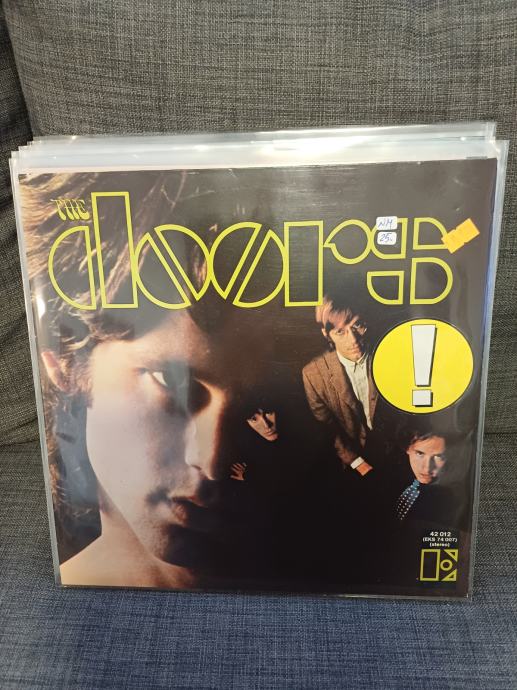 THE
doors
NM
25,-
!
42 012
(EKS 74 007)
(stereo)